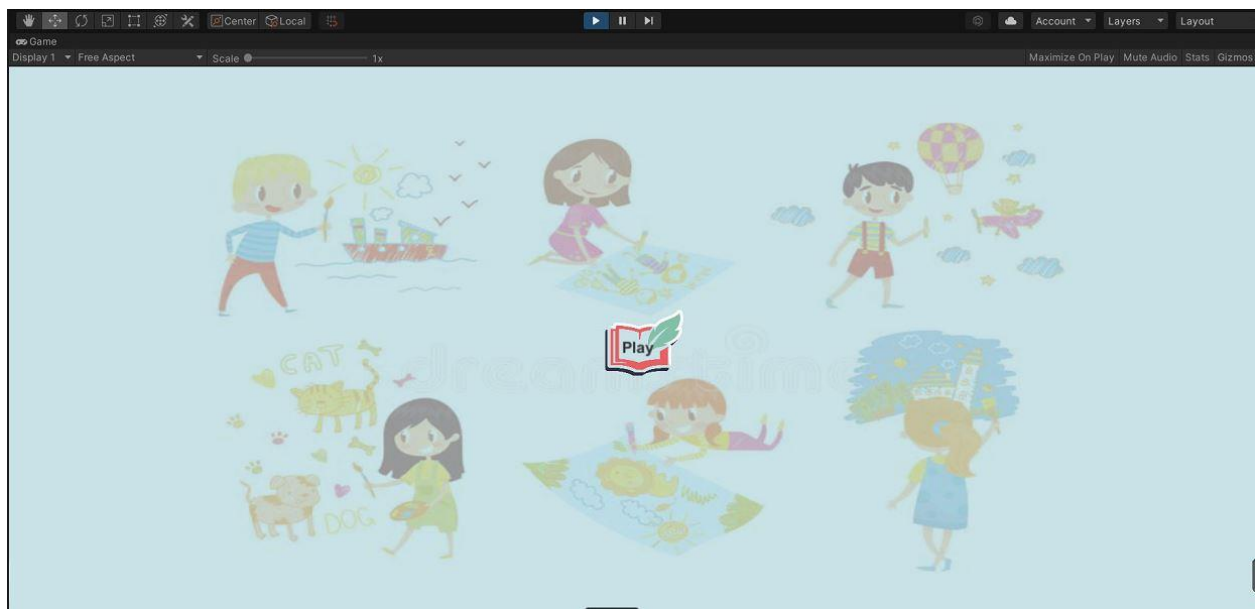 Center Local Account Layers Layout
Game
Display 1 Free Aspect Scale 1x Maximize On Play Mute Audio Stats Gizmos
Play
dreamstime
CAT
DOG